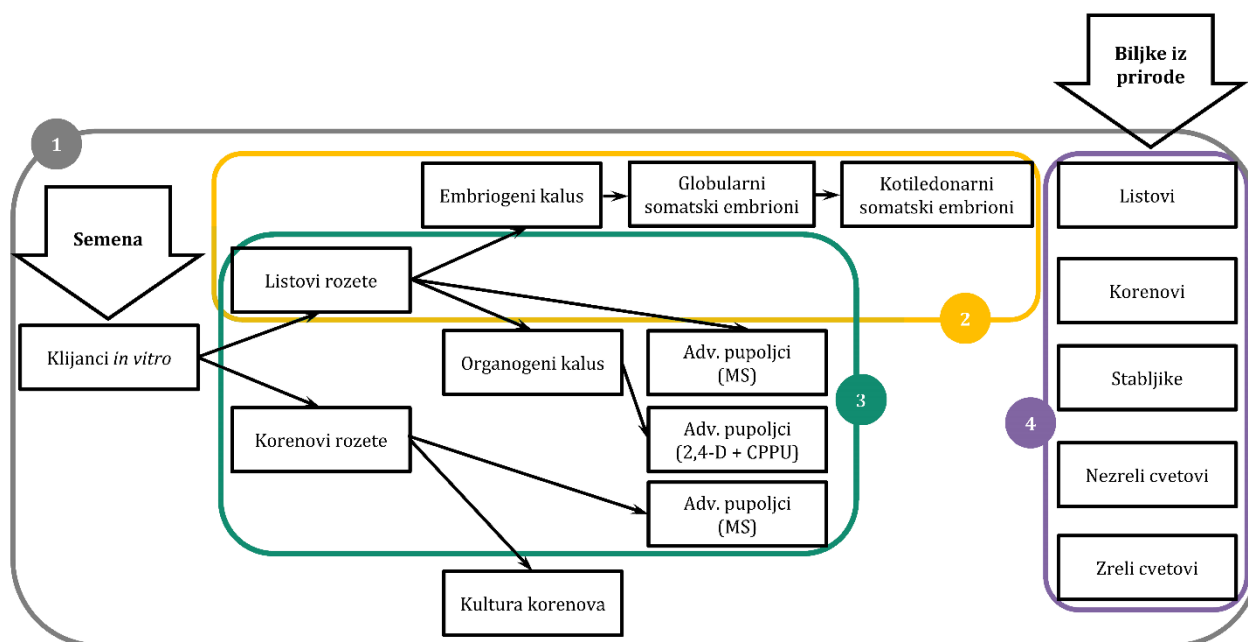 Biljke iz
prirode
1
Semena
Embriogeni kalus
Globularni
somatski embrioni
Kotiledonarni
somatski embrioni
Listovi
Listovi rozete
Korenovi
2
Klijanci in vitro
Organogeni kalus
Adv. pupoljci
(MS)
Stabljike
3
4
Korenovi rozete
Adv. pupoljci
(2,4-D + CPPU)
Nezreli cvetovi
Adv. pupoljci
(MS)
Zreli cvetovi
Kultura korenova